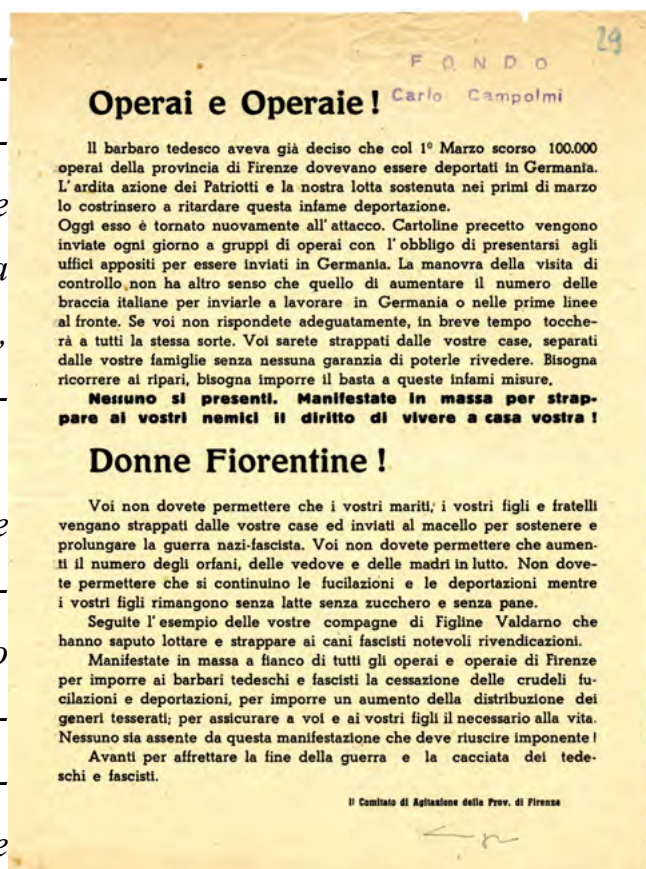 29
FONDO
Carlo Campolmi
Operai e Operaie !
Il barbaro tedesco aveva già deciso che col 1º Marzo scorso 100.000
operai della provincia di Firenze dovevano essere deportati in Germania.
L'ardita azione dei Patriotti e la nostra lotta sostenuta nei primi di marzo
lo costrinsero a ritardare questa infame deportazione.
Oggi esso è tornato nuovamente all'attacco. Cartoline precetto vengono
inviate ogni giorno a gruppi di operai con l'obbligo di presentarsi agli
uffici appositi per essere inviati in Germania. La manovra della visita di
controllo non ha altro senso che quello di aumentare il numero delle
braccia italiane per inviarle a lavorare in Germania o nelle prime linee
al fronte. Se voi non rispondete adeguatamente, in breve tempo tocche-
rà a tutti la stessa sorte. Voi sarete strappati dalle vostre case, separati
dalle vostre famiglie senza nessuna garanzia di poterle rivedere. Bisogna
ricorrere ai ripari, bisogna imporre il basta a queste infami misure.
Nessuno si presenti. Manifestate in massa per strap-
pare ai vostri nemici il diritto di vivere a casa vostra !
Donne Fiorentine !
Voi non dovete permettere che i vostri mariti, i vostri figli e fratelli
vengano strappati dalle vostre case ed inviati al macello per sostenere e
prolungare la guerra nazi-fascista. Voi non dovete permettere che aumen-
ti il numero degli orfani, delle vedove e delle madri in lutto. Non dove-
te permettere che si continuino le fucilazioni e le deportazioni mentre
i vostri figli rimangono senza latte senza zucchero e senza pane.
Seguite l'esempio delle vostre compagne di Figline Valdarno che
hanno saputo lottare e strappare ai cani fascisti notevoli rivendicazioni.
Manifestate in massa a fianco di tutti gli operai e operaie di Firenze
per imporre ai barbari tedeschi e fascisti la cessazione delle crudeli fu-
cilazioni e deportazioni, per imporre un aumento della distribuzione dei
generi tesserati; per assicurare a voi e ai vostri figli il necessario alla vita.
Nessuno sia assente da questa manifestazione che deve riuscire imponente !
Avanti per affrettare la fine della guerra e la cacciata dei tede-
schi e fascisti.
Il Comitato di Agitazione della Prov. di Firenze